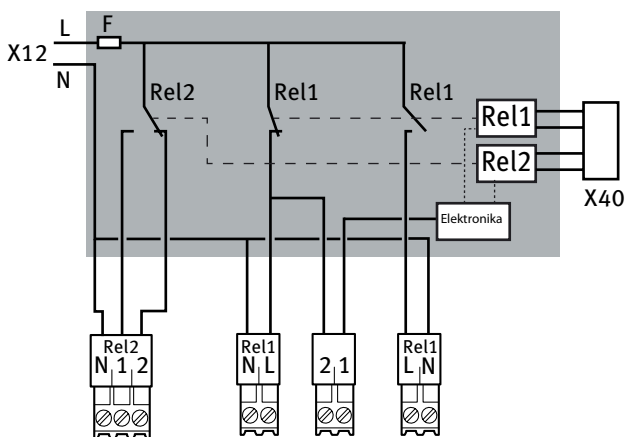 L F
X12
N
Rel2 Rel1 Rel1
Rel1
Rel2
X40
Elektronika
Rel2
N 1 2
Rel1
N L
2 1
Rel1
L N